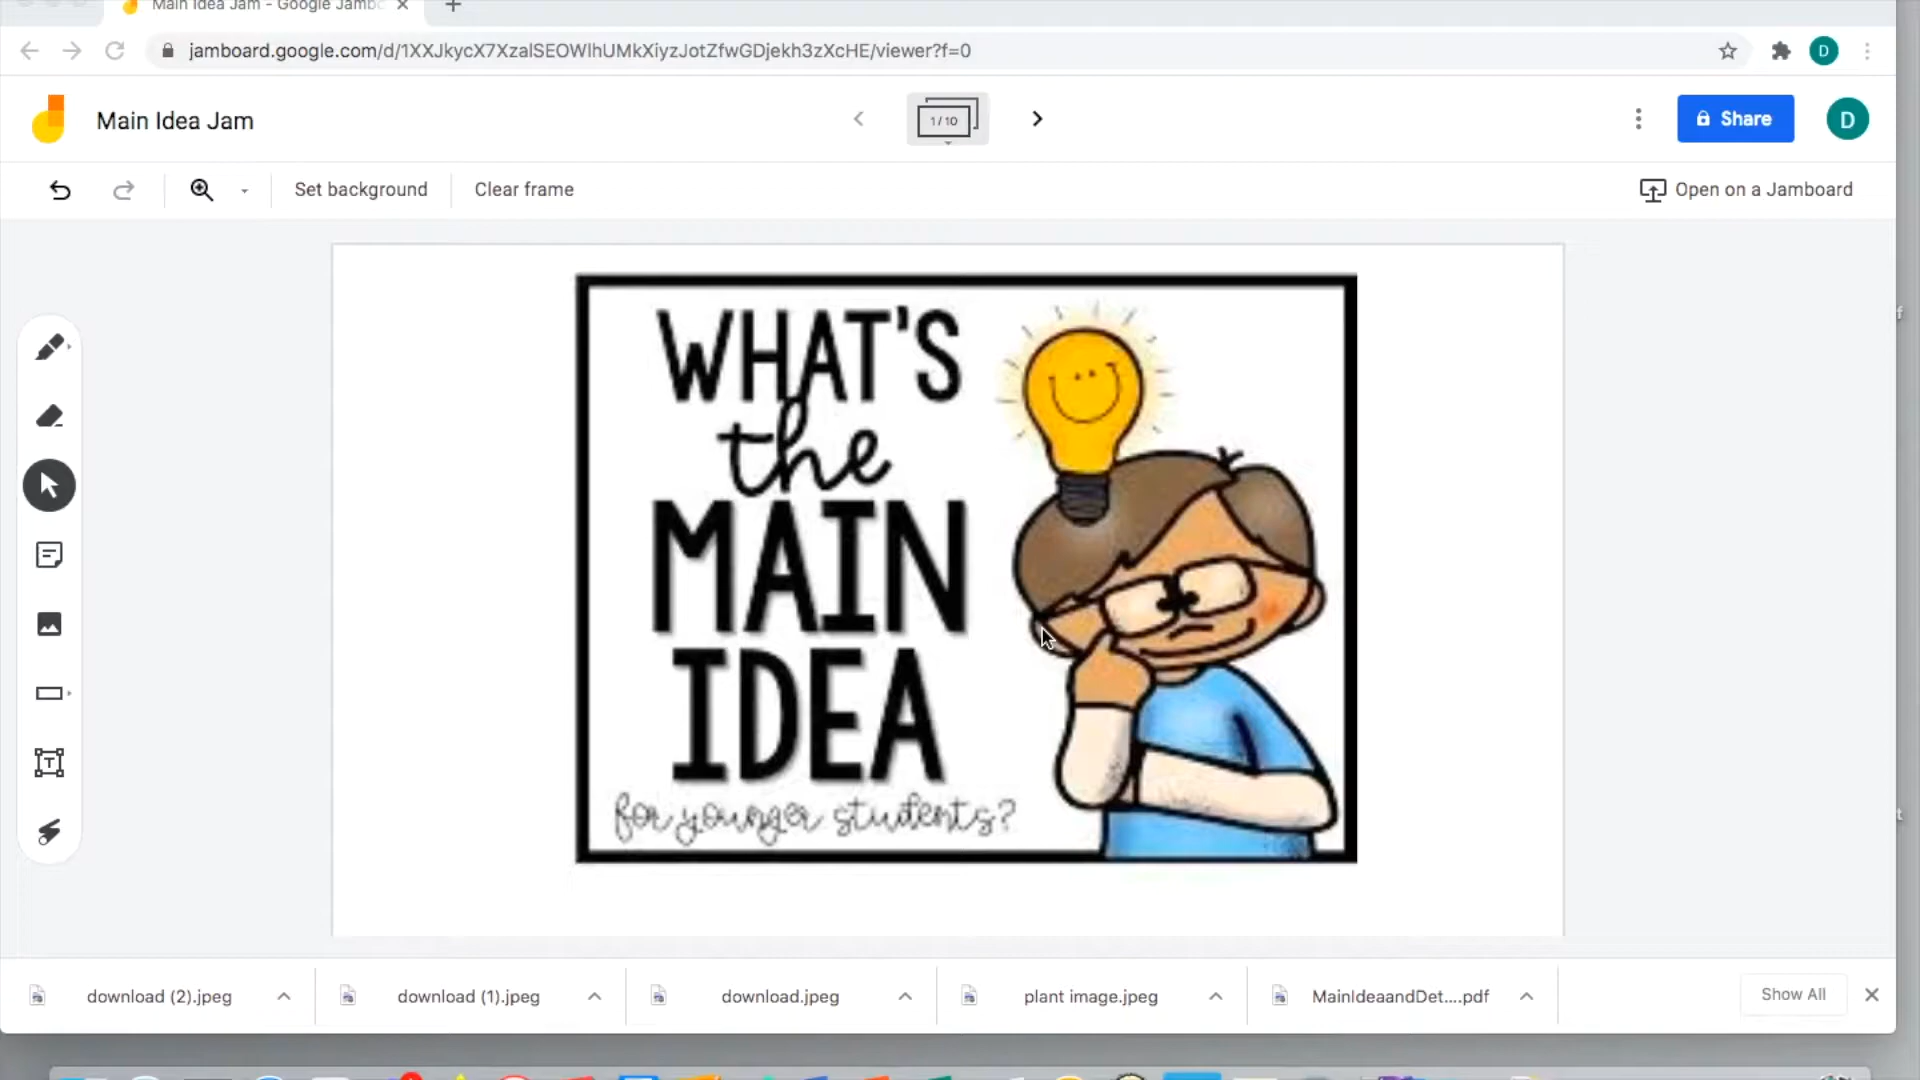 Main Idea Jam - Google Jambo
jamboard.google.com/d/1XXJkycX7XzalSEOWlhUMkXiyzJotZfwGDjekh3zXcHE/viewer?f=0
D
Main Idea Jam
1 / 10
Share
D
Set background
Clear frame
Open on a Jamboard
WHAT'S
the
MAIN
IDEA
for younger students?
download (2).jpeg
download (1).jpeg
download.jpeg
plant image.jpeg
MainIdeaandDet....pdf
Show All